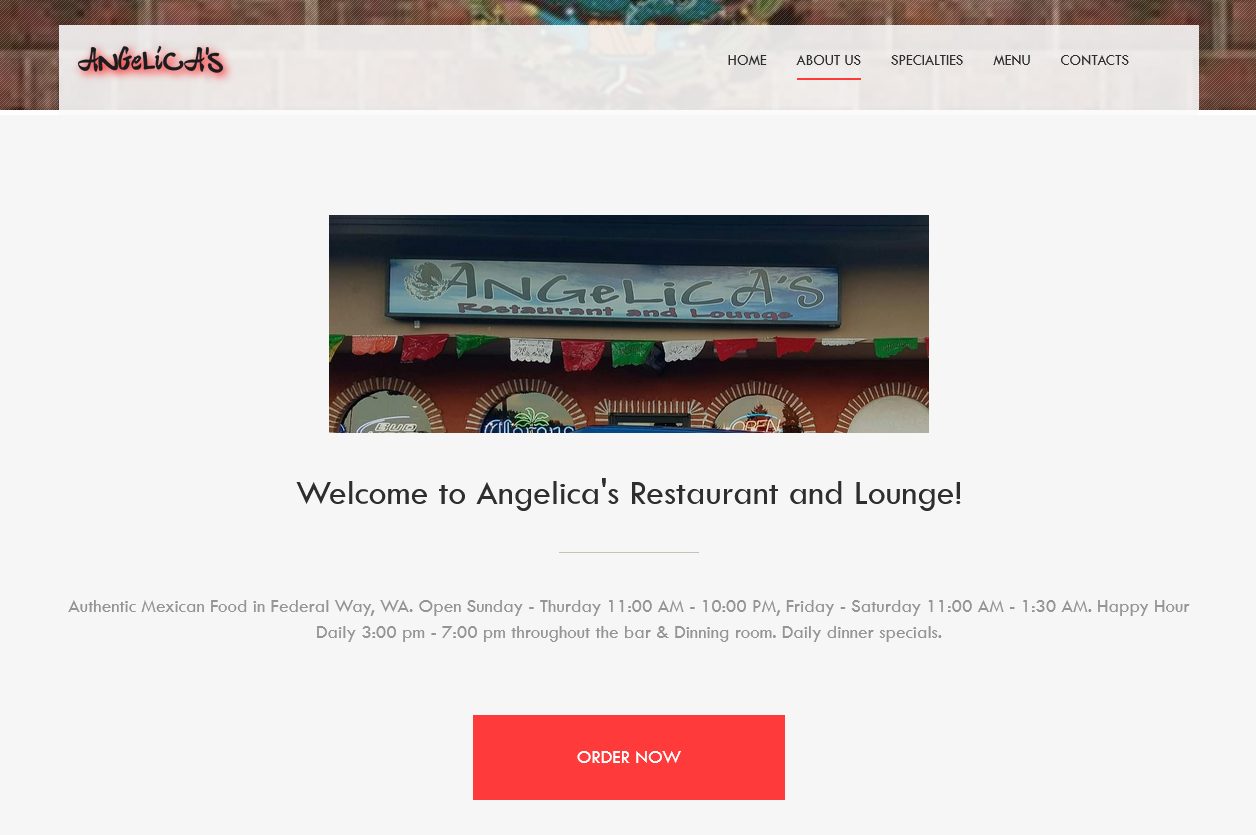 ANGeLiCA'S
HOME ABOUT US SPECIALTIES MENU CONTACTS
ANGeLiCA'S
Restaurant and Lounge
BUD
OPEN
Welcome to Angelica's Restaurant and Lounge!
Authentic Mexican Food in Federal Way, WA. Open Sunday - Thurday 11:00 AM - 10:00 PM, Friday - Saturday 11:00 AM - 1:30 AM. Happy Hour
Daily 3:00 pm - 7:00 pm throughout the bar & Dinning room. Daily dinner specials.
ORDER NOW